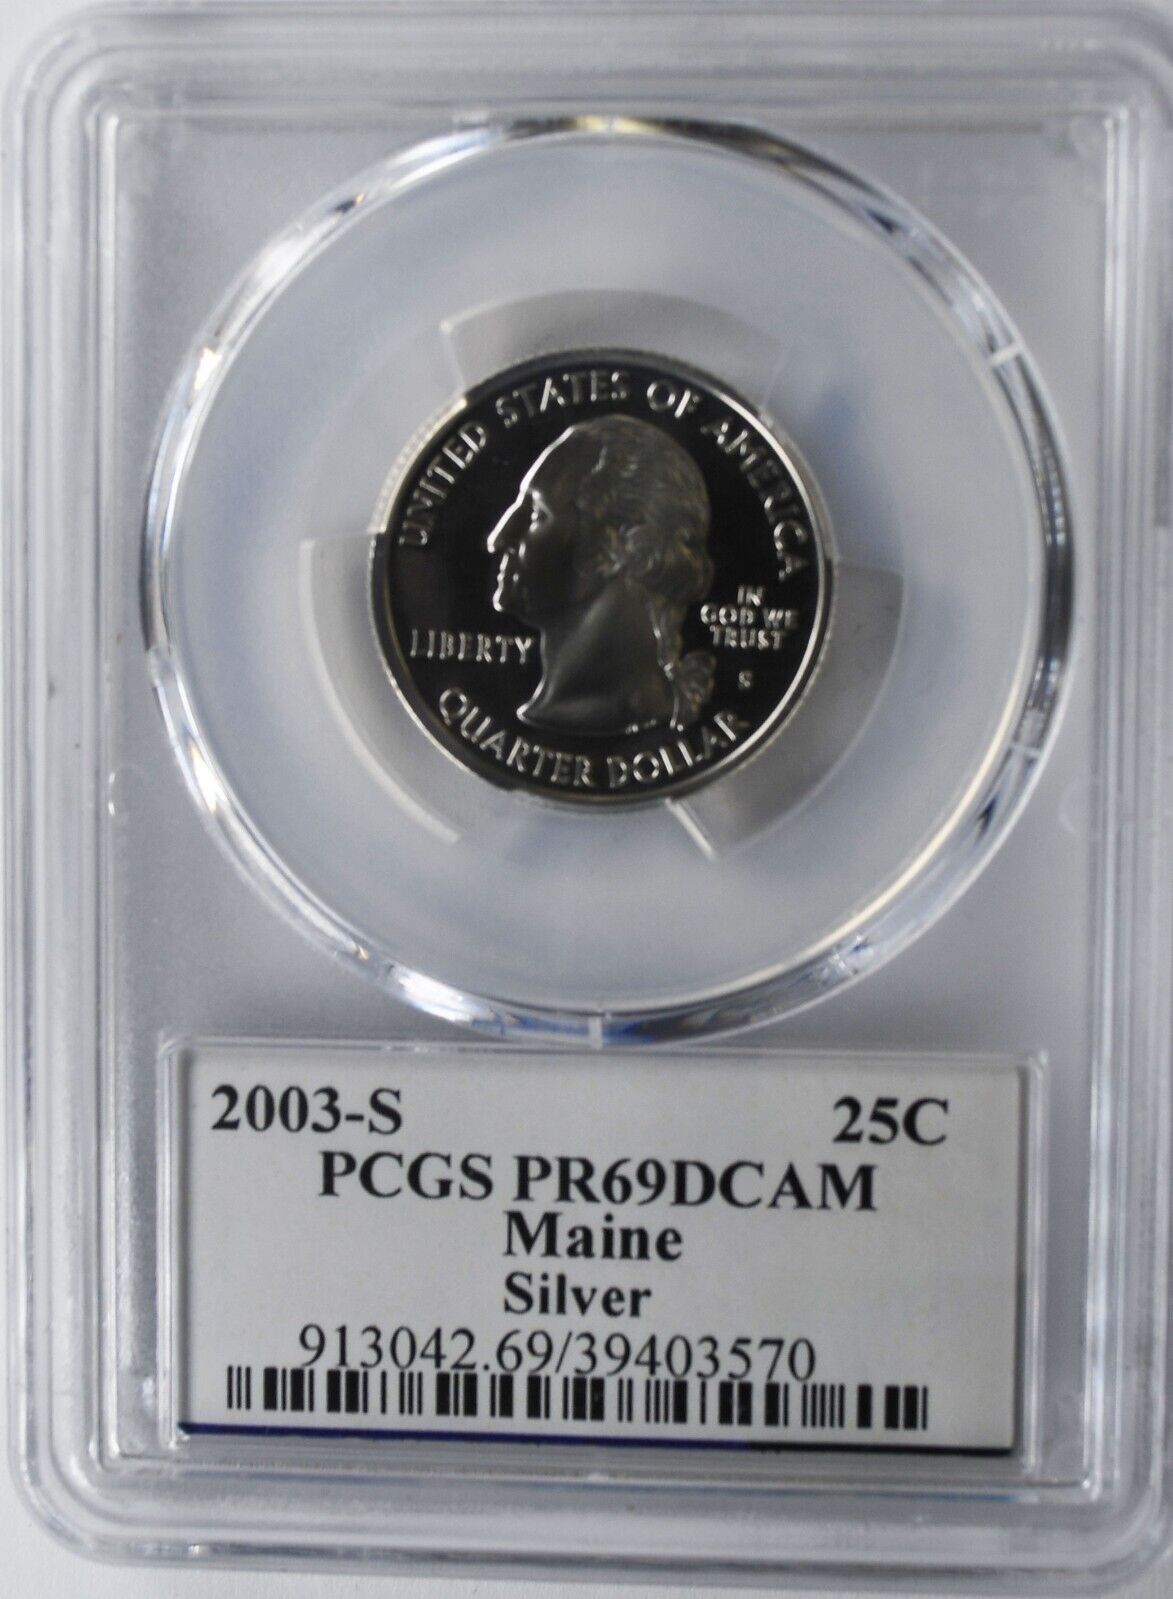 UNITED STATES OF AMERICA
LIBERTY
IN
GOD WE
TRUST
S
QUARTER DOLLAR
2003-S 25C
PCGS PR69DCAM
Maine
Silver
913042.69/39403570